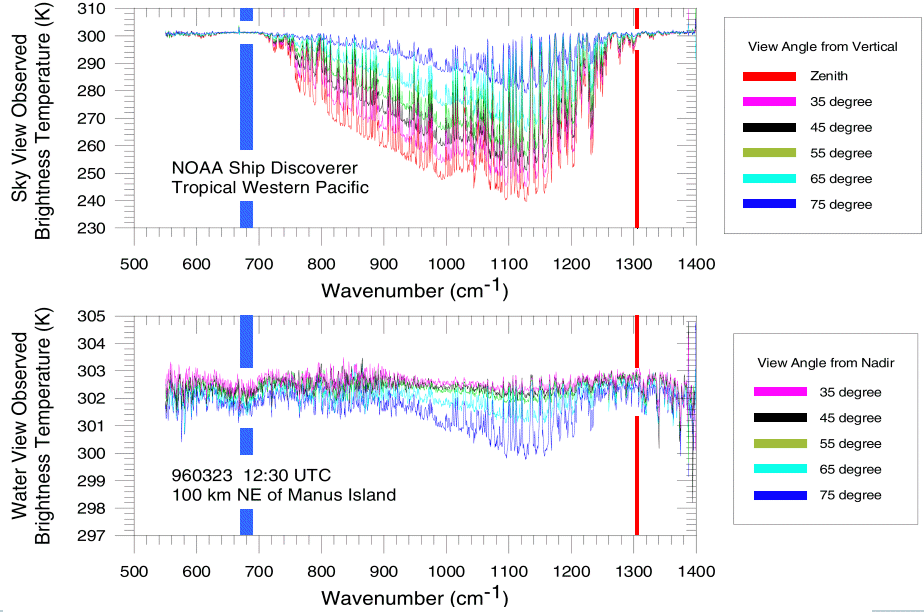 310
300
290
280
270
260
250
240
230
Sky View Observed
Brightness Temperature (K)
NOAA Ship Discoverer
Tropical Western Pacific
500 600 700 800 900 1000 1100 1200 1300 1400
Wavenumber (cm-1)
View Angle from Vertical
Zenith
35 degree
45 degree
55 degree
65 degree
75 degree
305
304
303
302
301
300
299
298
297
Water View Observed
Brightness Temperature (K)
960323 12:30 UTC
100 km NE of Manus Island
500 600 700 800 900 1000 1100 1200 1300 1400
Wavenumber (cm-1)
View Angle from Nadir
35 degree
45 degree
55 degree
65 degree
75 degree